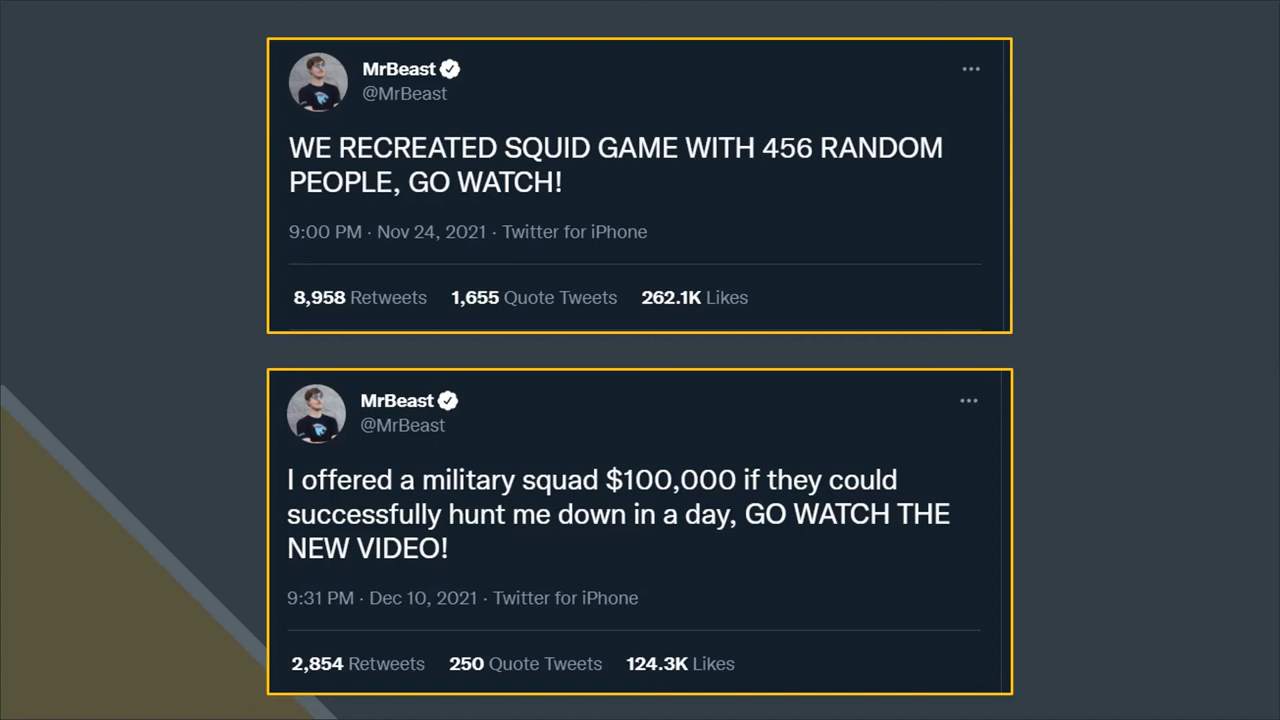 MrBeast
@MrBeast
WE RECREATED SQUID GAME WITH 456 RANDOM
PEOPLE, GO WATCH!
9:00 PM · Nov 24, 2021 · Twitter for iPhone
8,958 Retweets 1,655 Quote Tweets 262.1K Likes
MrBeast
@MrBeast
I offered a military squad $100,000 if they could
successfully hunt me down in a day, GO WATCH THE
NEW VIDEO!
9:31 PM · Dec 10, 2021 · Twitter for iPhone
2,854 Retweets 250 Quote Tweets 124.3K Likes